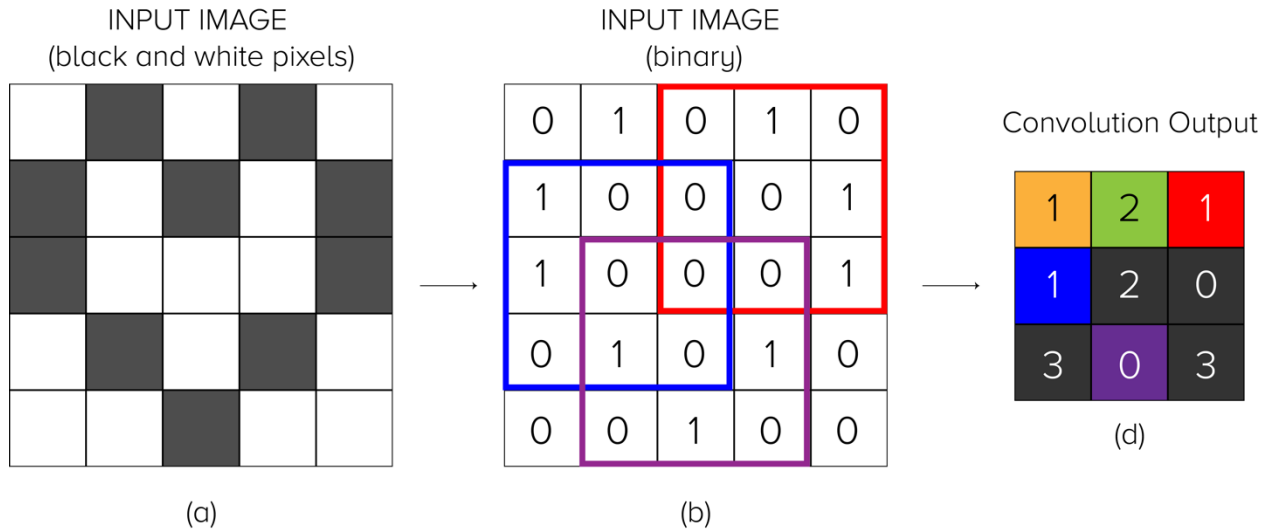 INPUT IMAGE
(black and white pixels)
INPUT IMAGE
(binary)
Convolution Output
0 1 0 1 0
1 0 0 0 1
1 0 0 0 1
0 1 0 1 0
0 0 1 0 0
1 2 1
1 2 0
3 0 3
(a)
(b)
(d)